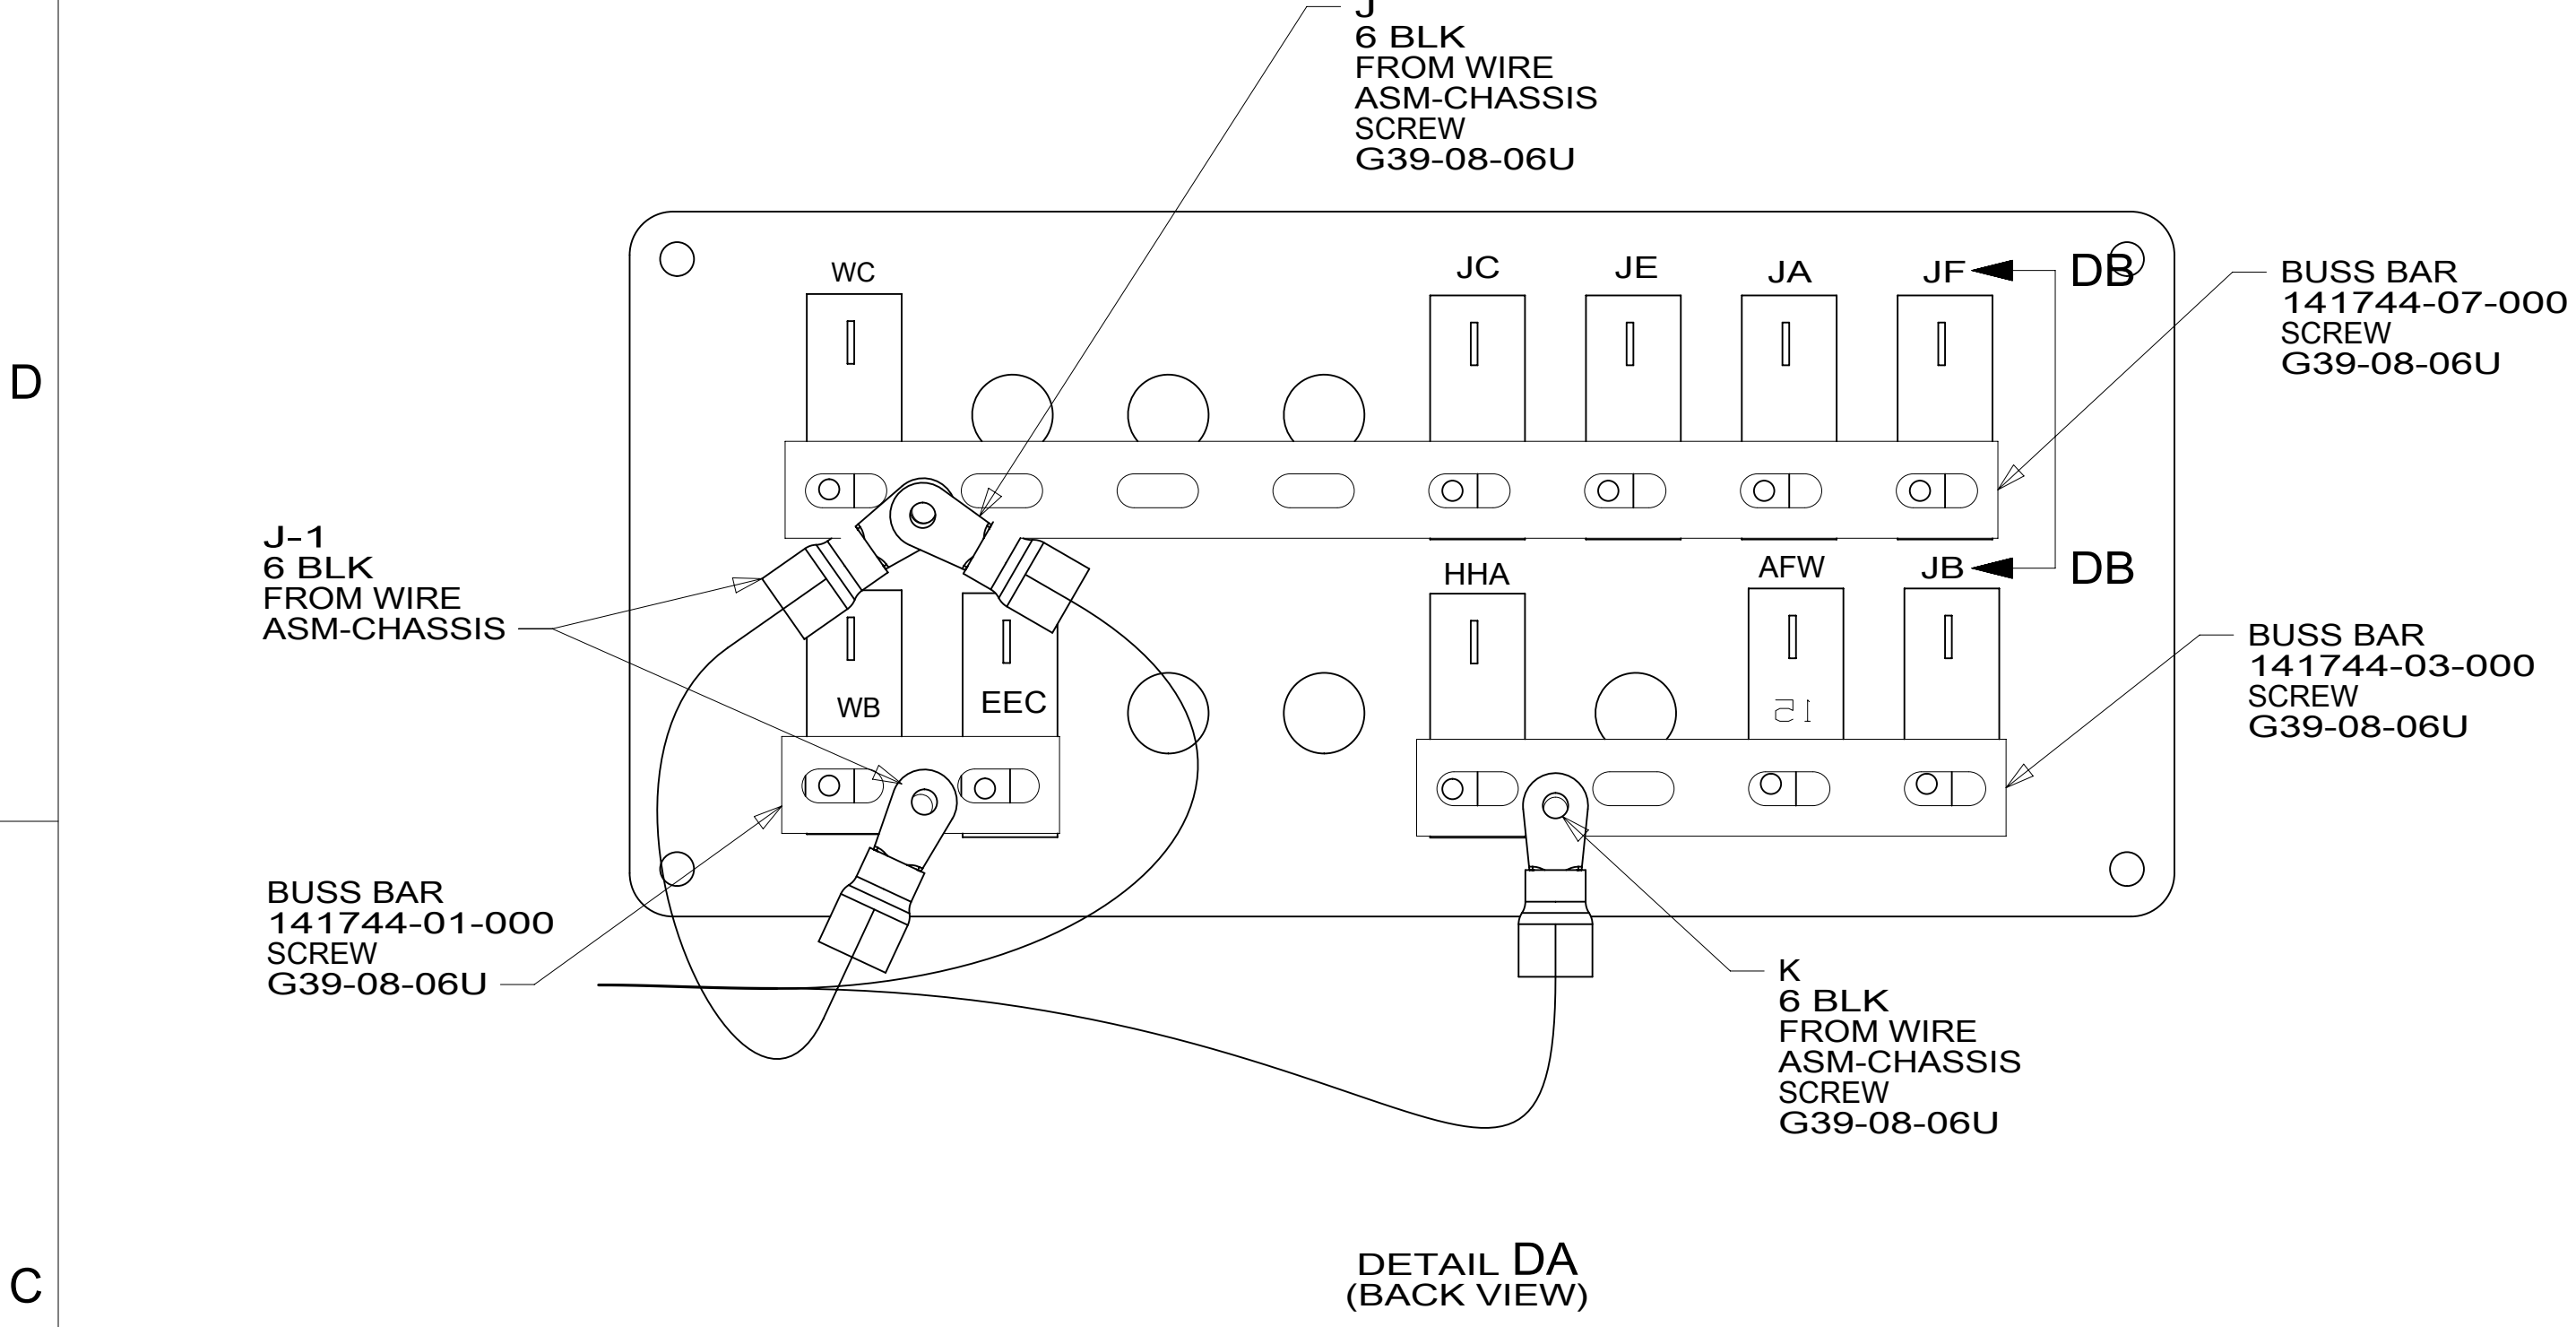 J
6 BLK
FROM WIRE
ASM-CHASSIS
SCREW
G39-08-06U
WC
JC
JE
JA
JF
DB
BUSS BAR
141744-07-000
SCREW
G39-08-06U
D
J-1
6 BLK
FROM WIRE
ASM-CHASSIS
HHA
AFW
JB
DB
BUSS BAR
141744-03-000
SCREW
G39-08-06U
WB
EEC
15
BUSS BAR
141744-01-000
SCREW
G39-08-06U
K
6 BLK
FROM WIRE
ASM-CHASSIS
SCREW
G39-08-06U
C
DETAIL DA
(BACK VIEW)